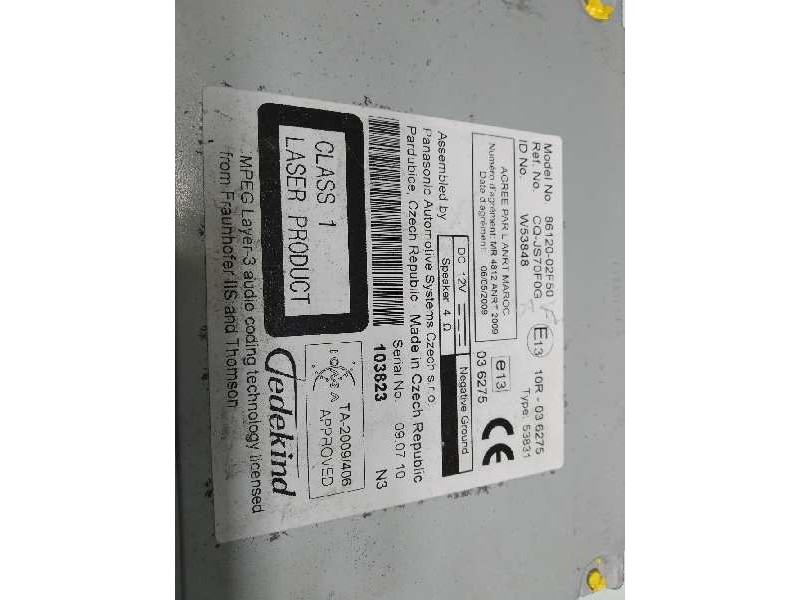 Model No 86120-02F50
Ref. No. CQ-JS70F0G
ID No. W53848
E13 10R - 03 6275
Type: 53831
AGREE PAR L ANRT MAROC
Numéro d'agrément: MR 4812 ANRT 2009
Date d'agrément: 06/05/2009
e13
03 6275
CE
DC 12V
Speaker 4 Ω
Negative Ground
Assembled by
Panasonic Automotive Systems Czech s.r.o.
Pardubice, Czech Republic Made in Czech Republic
Serial No. 09.07 10
103823 N3
CLASS 1
LASER PRODUCT
TA-2009/406
APPROVED
MPEG Layer-3 audio coding technology licensed
from Fraunhofer IIS and Thomson
Jedekind